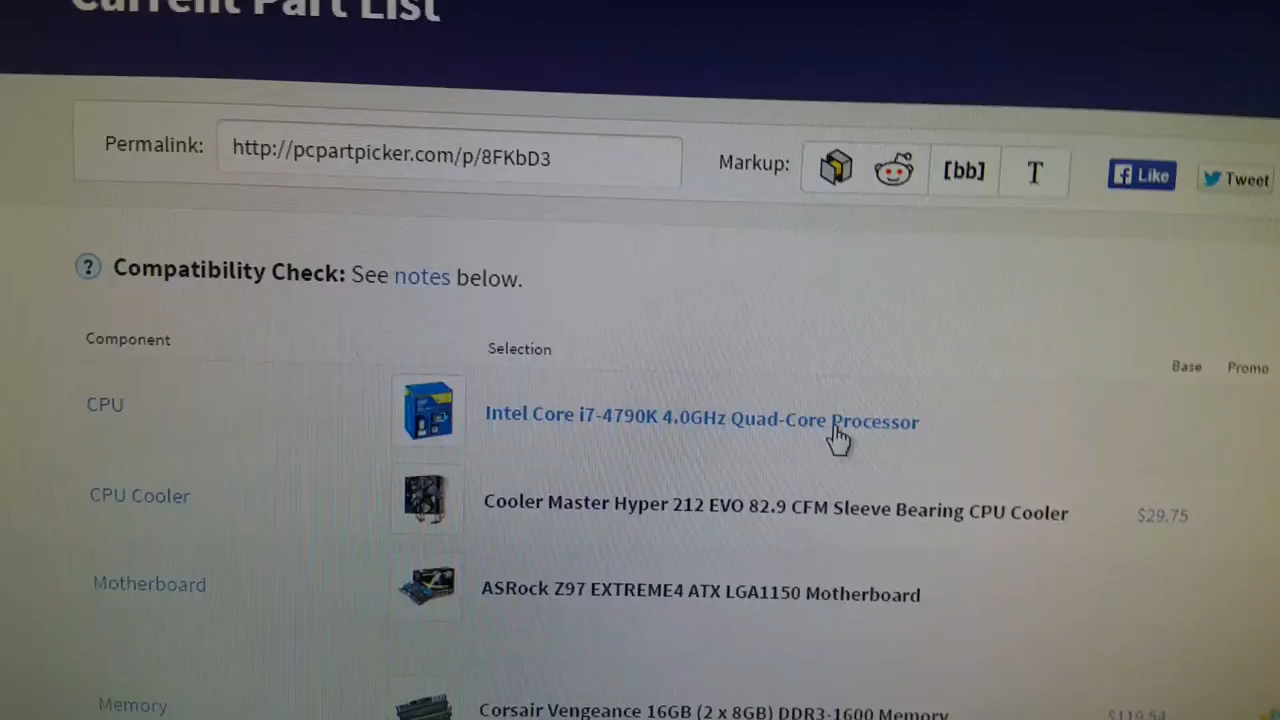 Current Part List
Permalink: http://pcpartpicker.com/p/8FKbD3 Markup: [bb] T Like Tweet
? Compatibility Check: See notes below.
Component Selection Base Promo
CPU Intel Core i7-4790K 4.0GHz Quad-Core Processor
CPU Cooler Cooler Master Hyper 212 EVO 82.9 CFM Sleeve Bearing CPU Cooler $29.75
Motherboard ASRock Z97 EXTREME4 ATX LGA1150 Motherboard
Memory Corsair Vengeance 16GB (2 x 8GB) DDR3-1600 Memory